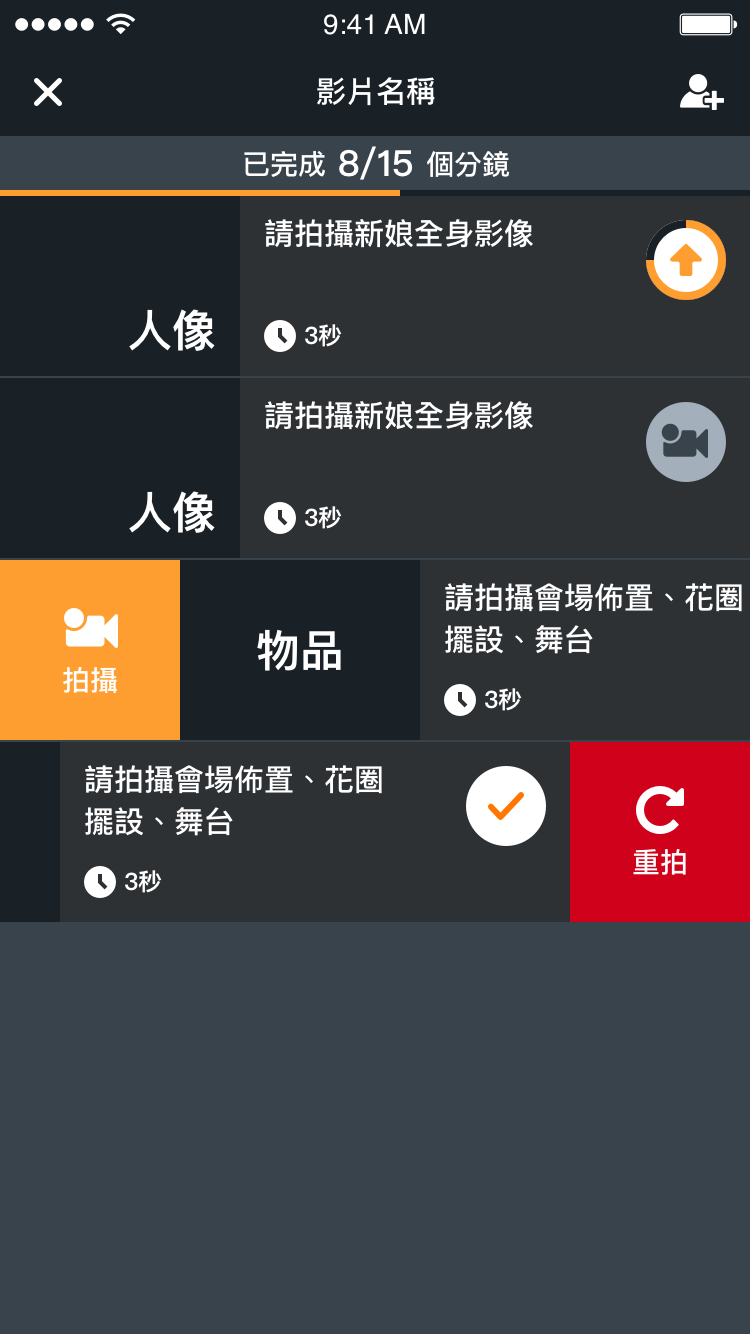 9:41 AM
影片名稱
已完成 8/15 個分鏡
請拍攝新娘全身影像
人像
3秒
請拍攝新娘全身影像
人像
3秒
拍攝
物品
請拍攝會場佈置、花圈
擺設、舞台
3秒
請拍攝會場佈置、花圈
擺設、舞台
3秒
重拍